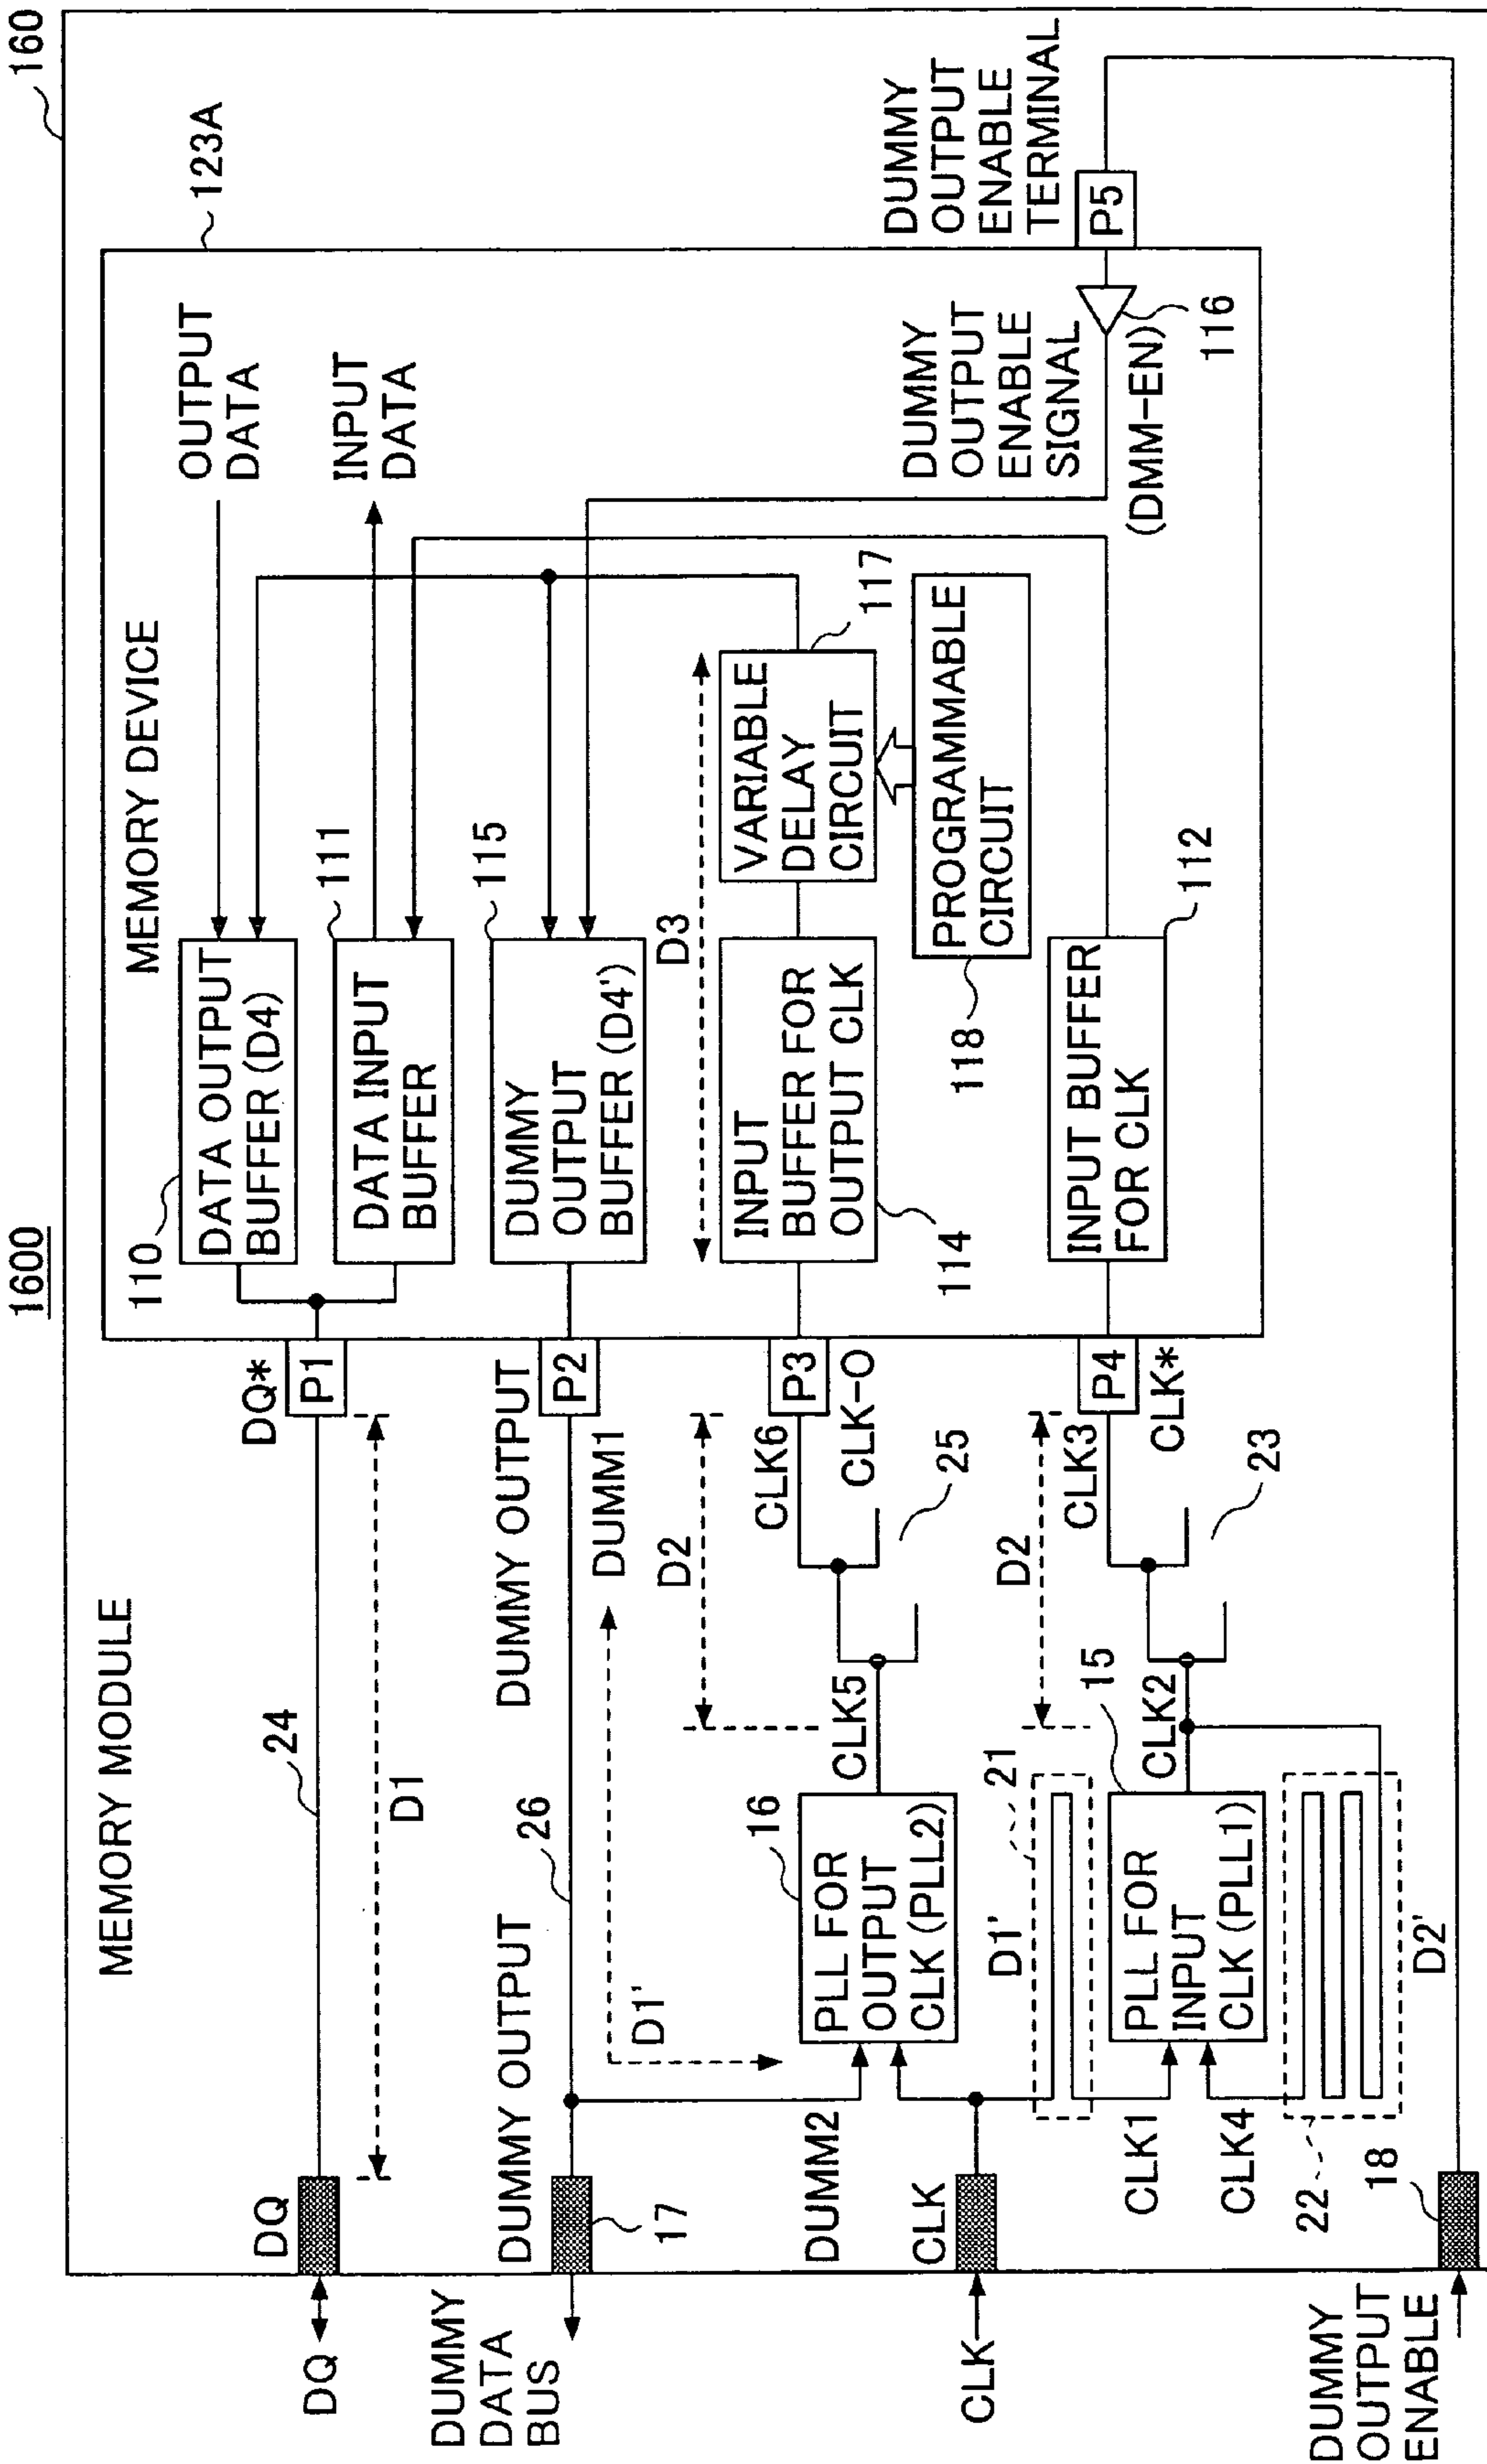 1600
160
MEMORY MODULE
MEMORY DEVICE
123A
DQ
DQ
24
D1
DQ*
P1
110
DATA OUTPUT
BUFFER (D4)
OUTPUT
DATA
111
DATA INPUT
BUFFER
INPUT
DATA
DUMMY
DATA
BUS
DUMMY OUTPUT
17
26
DUMMY OUTPUT
P2
DUMM1
D1'
115
DUMMY
OUTPUT
BUFFER (D4')
DUMM2
16
PLL FOR
OUTPUT
CLK (PLL2)
CLK5
D2
CLK6
P3
CLK-O
25
D3
INPUT
BUFFER FOR
OUTPUT CLK
114
VARIABLE
DELAY
CIRCUIT
117
118
PROGRAMMABLE
CIRCUIT
CLK
CLK
D1'
21
CLK1
CLK4
PLL FOR
INPUT
CLK (PLL1)
15
CLK2
D2
CLK3
P4
CLK*
23
INPUT BUFFER
FOR CLK
112
22
D2'
18
DUMMY
OUTPUT
ENABLE
DUMMY
OUTPUT
ENABLE
SIGNAL
(DMM-EN)
116
P5
DUMMY
OUTPUT
ENABLE
TERMINAL